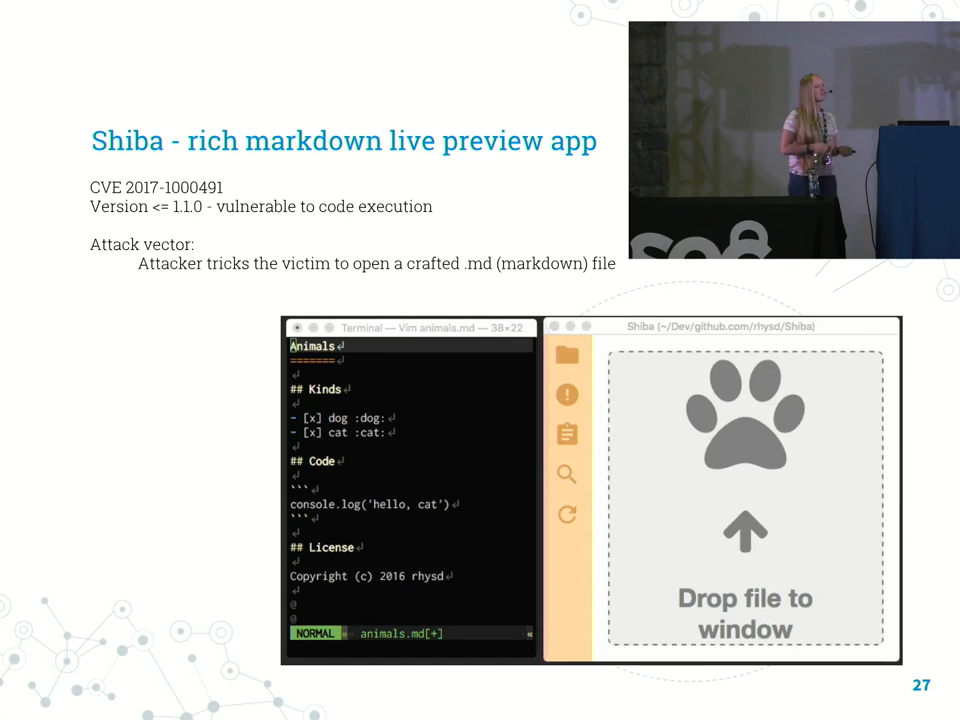 Shiba - rich markdown live preview app
CVE 2017-1000491
Version <= 1.1.0 - vulnerable to code execution
Attack vector:
Attacker tricks the victim to open a crafted .md (markdown) file
Terminal — Vim animals.md — 38×22
Animals↲
=======↲
↲
## Kinds↲
↲
- [x] dog :dog:↲
- [x] cat :cat:↲
↲
## Code↲
↲
```↲
console.log('hello, cat')↲
```↲
↲
## License↲
↲
Copyright (c) 2016 rhysd↲
↲
@
@
NORMAL » animals.md[+] «
Shiba (~/Dev/github.com/rhysd/Shiba)
Drop file to
window
27